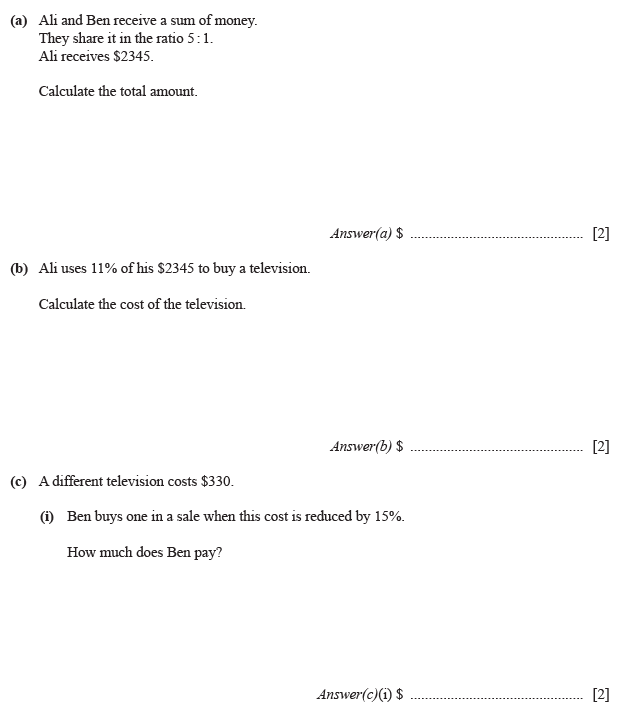 (a) Ali and Ben receive a sum of money.
They share it in the ratio 5 : 1.
Ali receives $2345.
Calculate the total amount.
Answer(a) $ ................................................ [2]
(b) Ali uses 11% of his $2345 to buy a television.
Calculate the cost of the television.
Answer(b) $ ................................................ [2]
(c) A different television costs $330.
(i) Ben buys one in a sale when this cost is reduced by 15%.
How much does Ben pay?
Answer(c)(i) $ ................................................ [2]